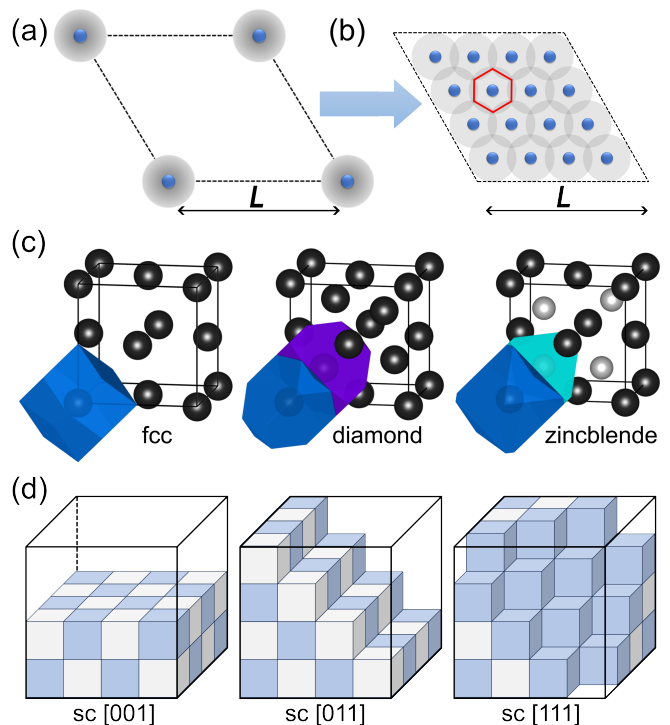 (a)
(b)
L
L
(c)
fcc
diamond
zincblende
(d)
sc [001]
sc [011]
sc [111]